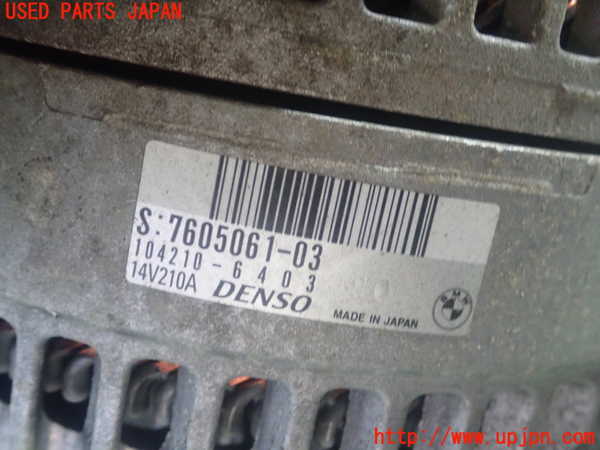 USED PARTS JAPAN
S:7605061-03
104210-6403
14V210A DENSO
MADE IN JAPAN
BMW
http://www.upjpn.com/